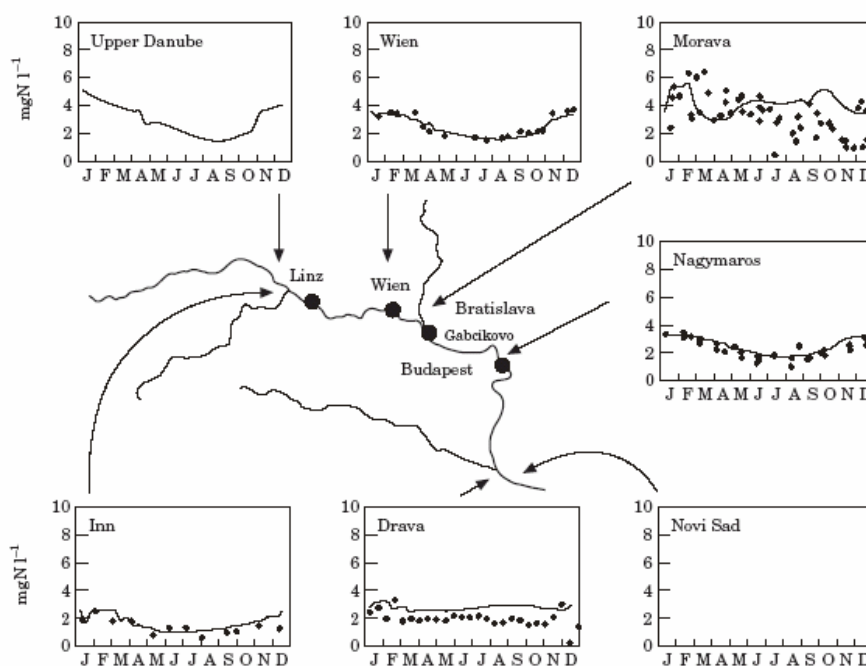 10
8
6
4
2
0
mgN l⁻¹
Upper Danube
J F M A M J J A S O N D
10
8
6
4
2
0
Wien
J F M A M J J A S O N D
10
8
6
4
2
0
Morava
J F M A M J J A S O N D
Linz
Wien
Bratislava
Gabcikovo
Budapest
10
8
6
4
2
0
Nagymaros
J F M A M J J A S O N D
10
8
6
4
2
0
mgN l⁻¹
Inn
J F M A M J J A S O N D
10
8
6
4
2
0
Drava
J F M A M J J A S O N D
10
8
6
4
2
0
Novi Sad
J F M A M J J A S O N D